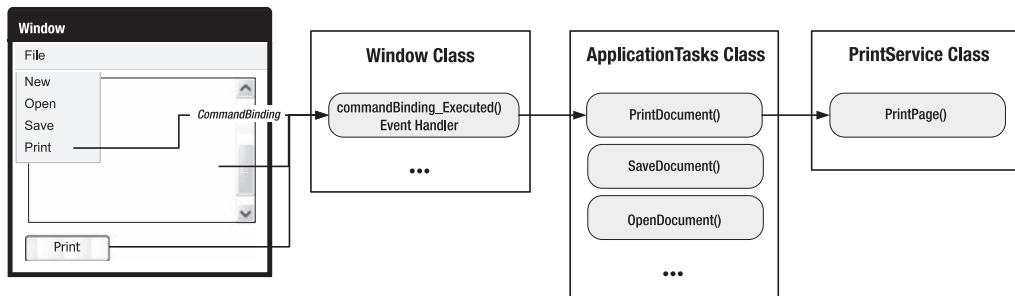 Window
File
New
Open
Save
Print
CommandBinding
Print
Window Class
commandBinding_Executed()
Event Handler
•••
ApplicationTasks Class
PrintDocument()
SaveDocument()
OpenDocument()
•••
PrintService Class
PrintPage()